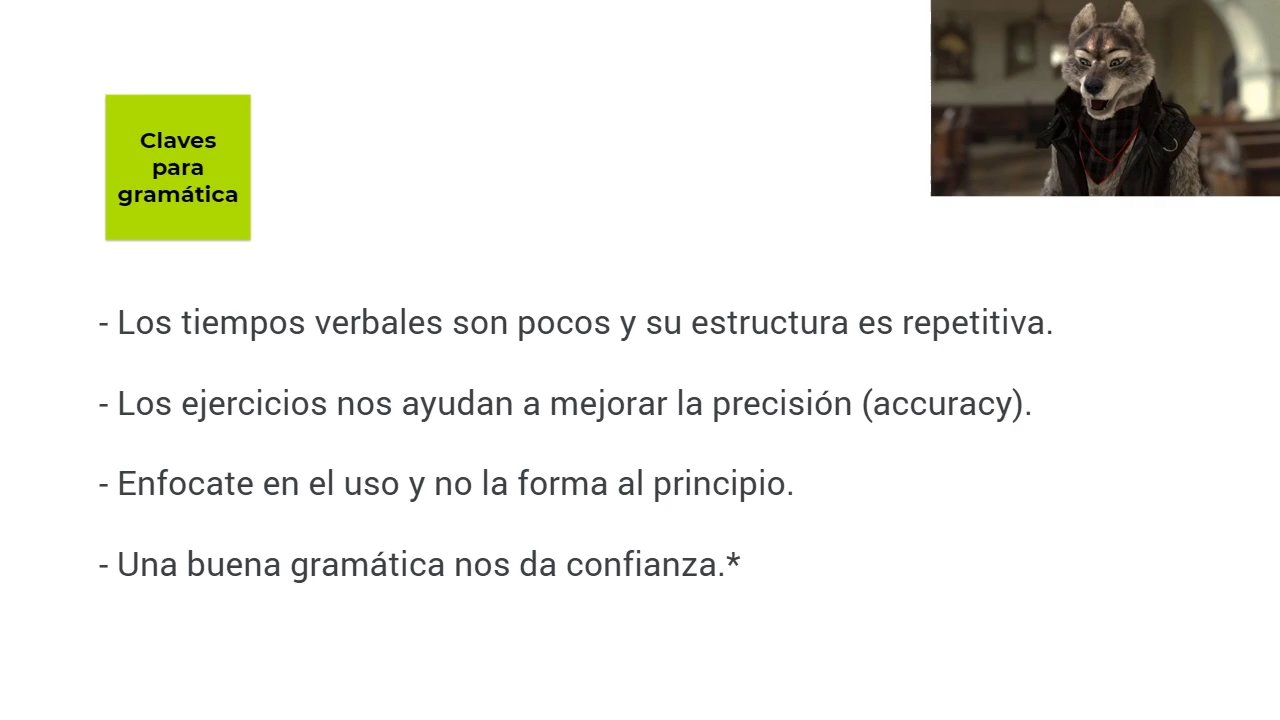 Claves
para
gramática
- Los tiempos verbales son pocos y su estructura es repetitiva.
- Los ejercicios nos ayudan a mejorar la precisión (accuracy).
- Enfocate en el uso y no la forma al principio.
- Una buena gramática nos da confianza.*